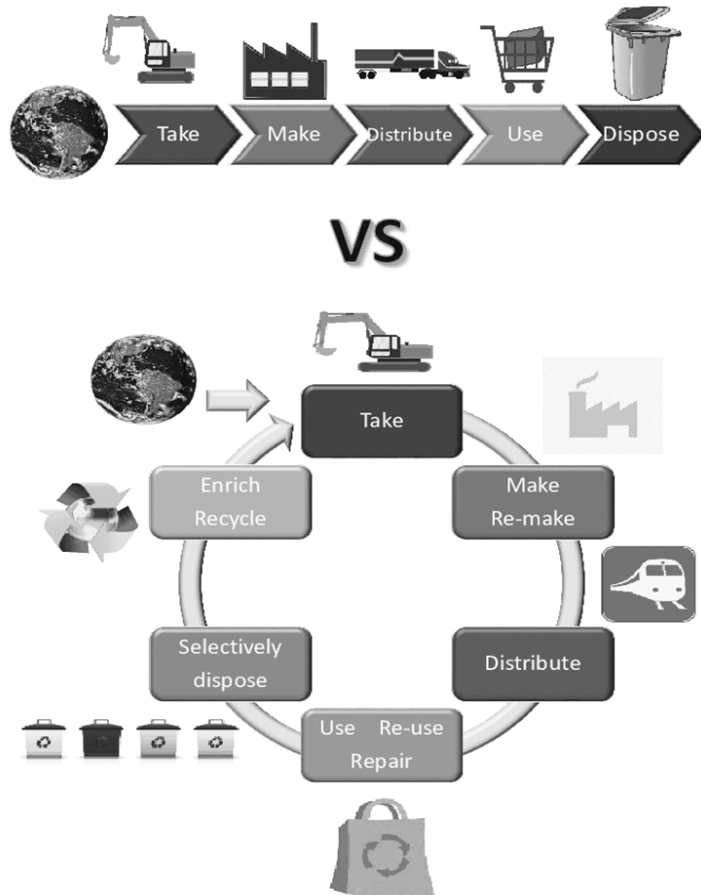 Take Make Distribute Use Dispose
VS
Take
Enrich
Recycle
Make
Re-make
Selectively
dispose
Distribute
Use Re-use
Repair